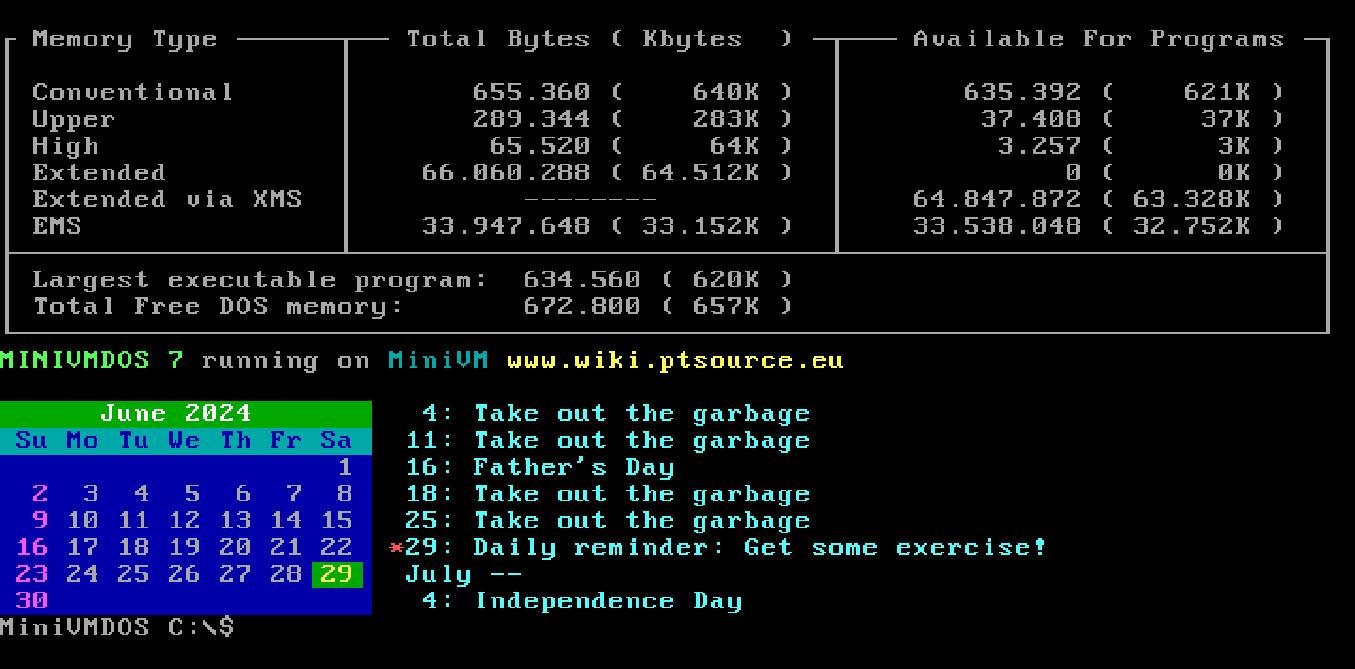 Memory Type Total Bytes ( Kbytes ) Available For Programs
Conventional 655.360 ( 640K ) 635.392 ( 621K )
Upper 289.344 ( 283K ) 37.408 ( 37K )
High 65.520 ( 64K ) 3.257 ( 3K )
Extended 66.060.288 ( 64.512K ) 0 ( 0K )
Extended via XMS -------- 64.847.872 ( 63.328K )
EMS 33.947.648 ( 33.152K ) 33.538.048 ( 32.752K )
Largest executable program: 634.560 ( 620K )
Total Free DOS memory: 672.800 ( 657K )
MINIVMDOS 7 running on MiniVM www.wiki.ptsource.eu
June 2024 4: Take out the garbage
Su Mo Tu We Th Fr Sa 11: Take out the garbage
1 16: Father's Day
2 3 4 5 6 7 8 18: Take out the garbage
9 10 11 12 13 14 15 25: Take out the garbage
16 17 18 19 20 21 22 *29: Daily reminder: Get some exercise!
23 24 25 26 27 28 29 July --
30 4: Independence Day
MiniVMDOS C:\$